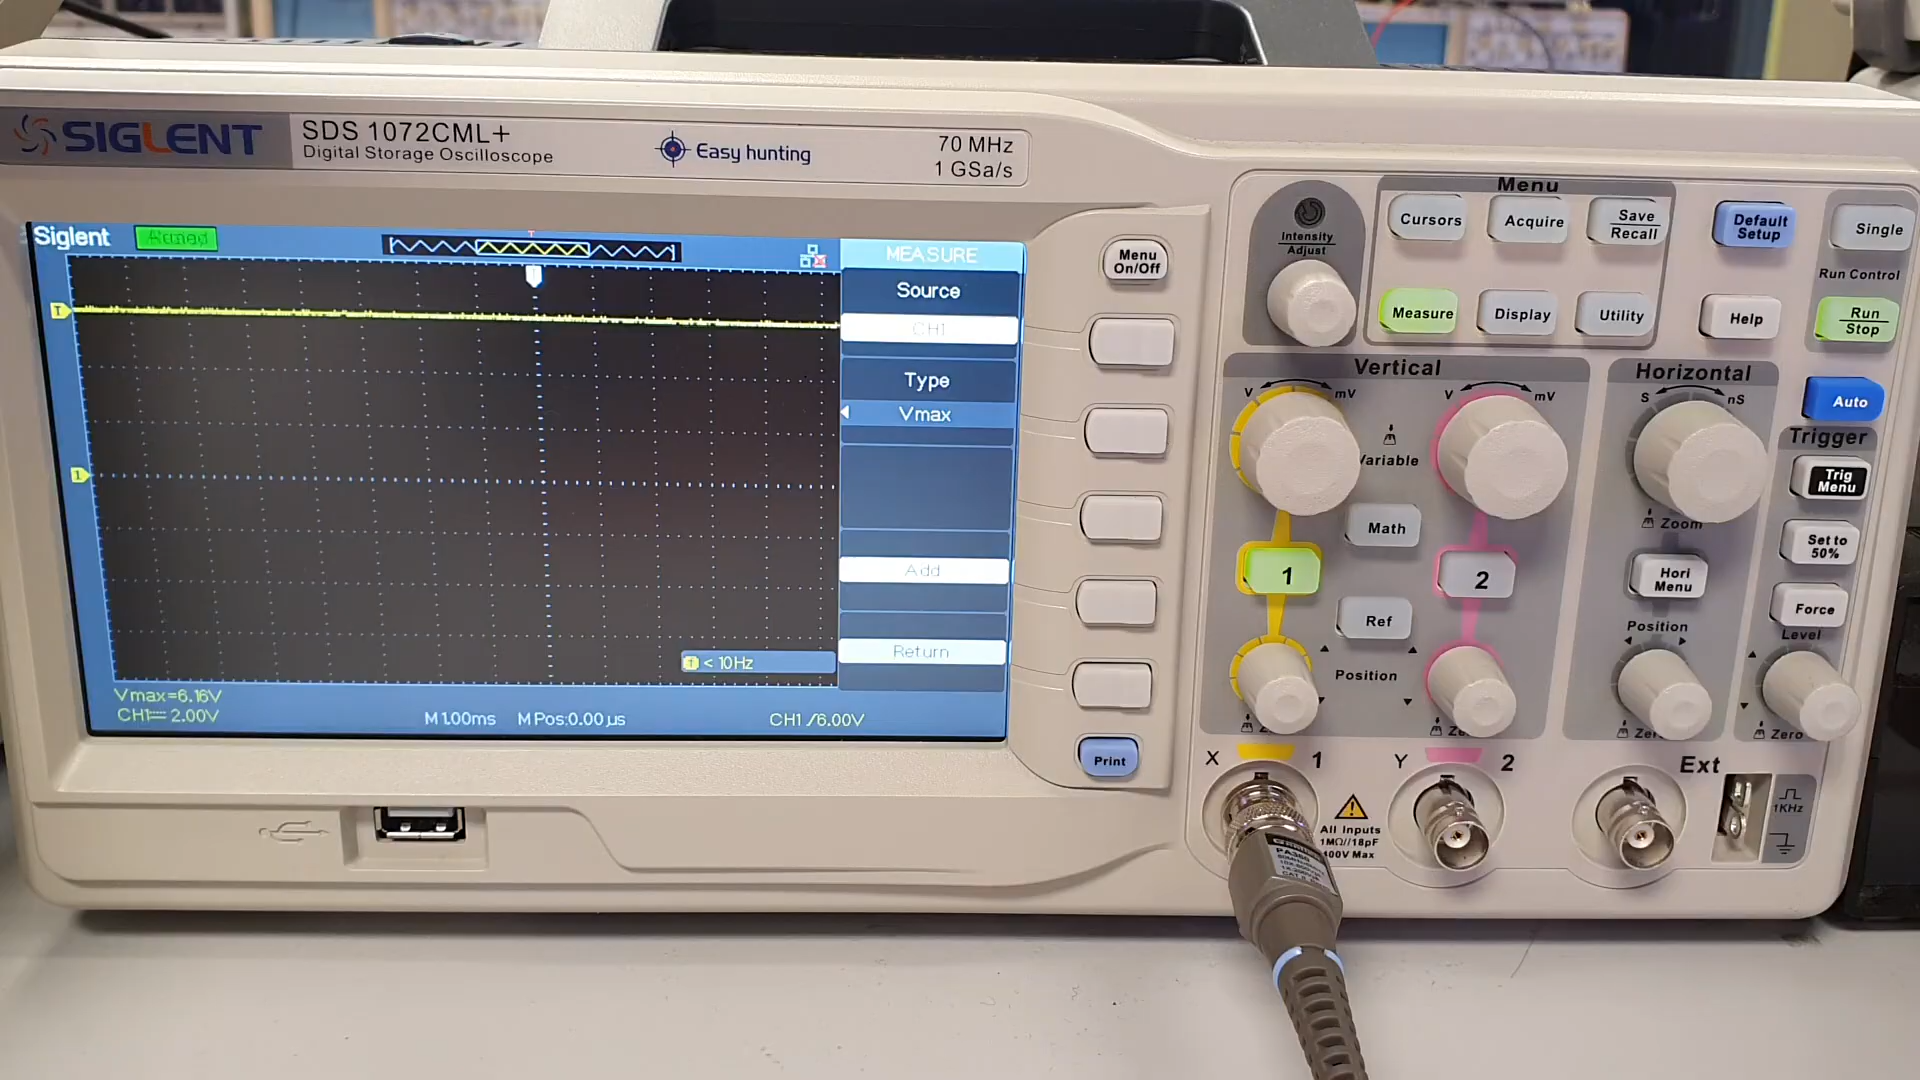 SIGLENT
SDS 1072CML+
Digital Storage Oscilloscope
Easy hunting
70 MHz
1 GSa/s
Siglent
Armed
T
T
1
MEASURE
Source
CH1
Type
Vmax
Add
Return
1 < 10Hz
Vmax=6.16V
CH1 2.00V
M 1.00ms
M Pos:0.00μs
CH1 /6.00V
Menu
On/Off
Print
Intensity
Adjust
Menu
Cursors
Acquire
Save
Recall
Measure
Display
Utility
Default
Setup
Help
Single
Run Control
Run
Stop
Auto
Vertical
V
mV
V
mV
Variable
Math
1
2
Ref
Position
Horizontal
S
nS
Zoom
Hori
Menu
Position
Trigger
Trig
Menu
Set to
50%
Force
Level
Zero
X
1
Y
2
Ext
All Inputs
1MΩ//18pF
400V Max
1KHz